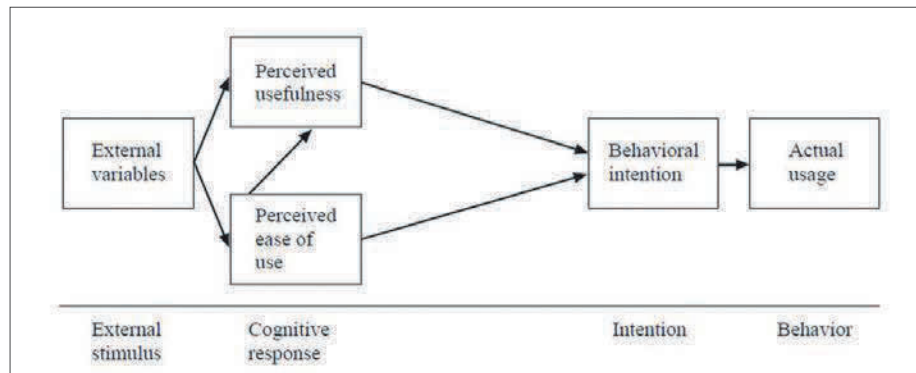 Perceived
usefulness
External
variables
Perceived
ease of
use
Behavioral
intention
Actual
usage
External
stimulus
Cognitive
response
Intention
Behavior